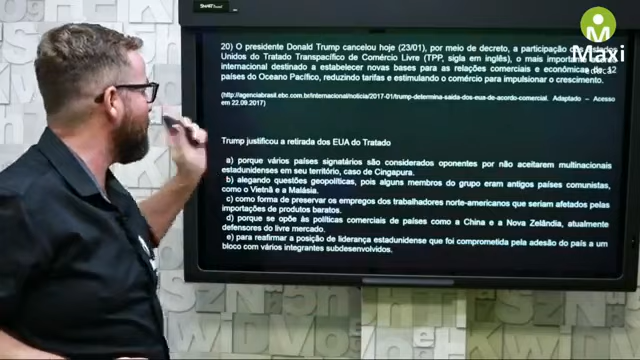 SMART
Maxi
20) O presidente Donald Trump cancelou hoje (23/01), por meio de decreto, a participação dos Estados
Unidos do Tratado Transpacífico de Comércio Livre (TPP, sigla em inglês), o mais importante
internacional destinado a estabelecer novas bases para as relações comerciais e econômicas de 12
países do Oceano Pacífico, reduzindo tarifas e estimulando o comércio para impulsionar o crescimento.
(http://agenciabrasil.ebc.com.br/internacional/noticia/2017-01/trump-determina-saida-dos-eua-de-acordo-comercial. Adaptado – Acesso
em 22.09.2017)
Trump justificou a retirada dos EUA do Tratado
a) porque vários países signatários são considerados oponentes por não aceitarem multinacionais
estadunidenses em seu território, caso de Cingapura.
b) alegando questões geopolíticas, pois alguns membros do grupo eram antigos países comunistas,
como o Vietnã e a Malásia.
c) como forma de preservar os empregos dos trabalhadores norte-americanos que seriam afetados pelas
importações de produtos baratos.
d) porque se opõe às políticas comerciais de países como a China e a Nova Zelândia, atualmente
defensores do livre mercado.
e) para reafirmar a posição de liderança estadunidense que foi comprometida pela adesão do país a um
bloco com vários integrantes subdesenvolvidos.